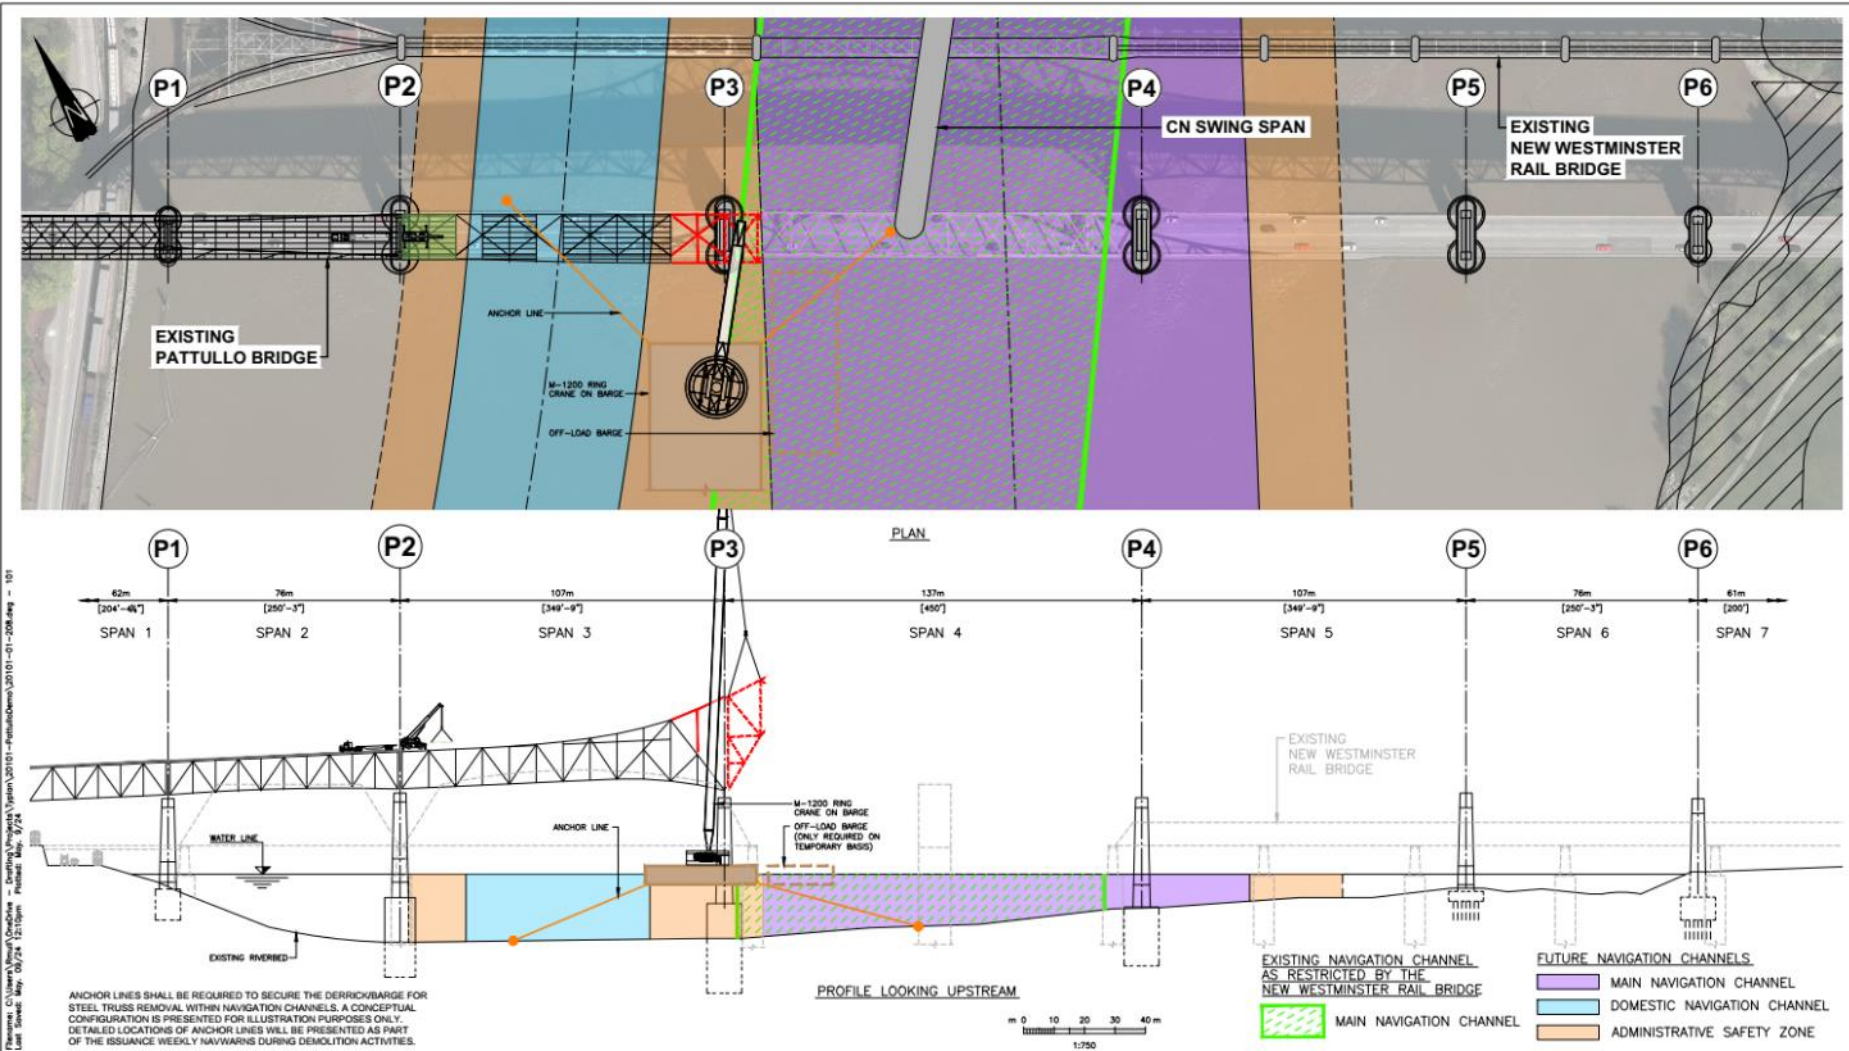 P1
P2
P3
P4
P5
P6
N
CN SWING SPAN
EXISTING
NEW WESTMINSTER
RAIL BRIDGE
ANCHOR LINE
EXISTING
PATTULLO BRIDGE
M-1200 RING
CRANE ON BARGE
OFF-LOAD BARGE
PLAN
P1
P2
P3
P4
P5
P6
62m
76m
107m
137m
107m
76m
61m
[250'-3"]
[349'-9"]
[450']
[349'-9"]
[250'-3"]
[200']
SPAN 1
SPAN 2
SPAN 3
SPAN 4
SPAN 5
SPAN 6
SPAN 7
EXISTING
NEW WESTMINSTER
RAIL BRIDGE
M-1200 RING
CRANE ON BARGE
ANCHOR LINE
OFF-LOAD BARGE
(ONLY REQUIRED ON
TEMPORARY BASIS)
WATER LINE
EXISTING RIVERBED
ANCHOR LINES SHALL BE REQUIRED TO SECURE THE DERRICK/BARGE FOR
STEEL TRUSS REMOVAL WITHIN NAVIGATION CHANNELS. A CONCEPTUAL
CONFIGURATION IS PRESENTED FOR ILLUSTRATION PURPOSES ONLY.
DETAILED LOCATIONS OF ANCHOR LINES WILL BE PRESENTED AS PART
OF THE ISSUANCE WEEKLY NAVWARNS DURING DEMOLITION ACTIVITIES.
PROFILE LOOKING UPSTREAM
m 0 10 20 30 40 m
1:750
EXISTING NAVIGATION CHANNEL
AS RESTRICTED BY THE
NEW WESTMINSTER RAIL BRIDGE
MAIN NAVIGATION CHANNEL
FUTURE NAVIGATION CHANNELS
MAIN NAVIGATION CHANNEL
DOMESTIC NAVIGATION CHANNEL
ADMINISTRATIVE SAFETY ZONE